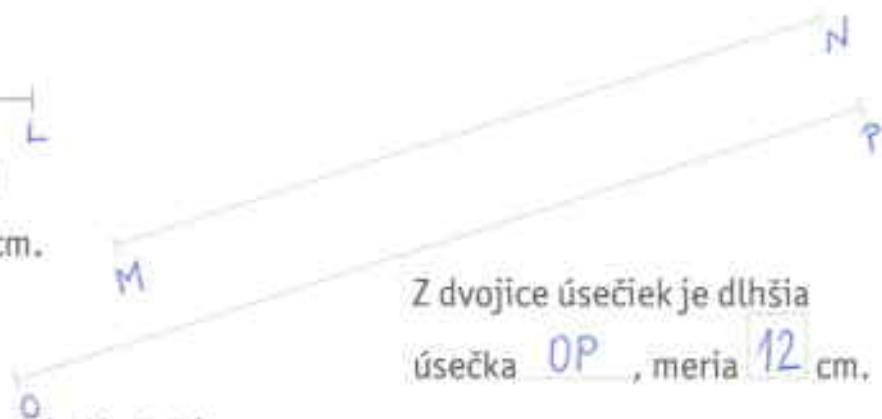 N
L
P
cm.
M
Z dvojice úsečiek je dlhšia
úsečka OP, meria 12 cm.
O